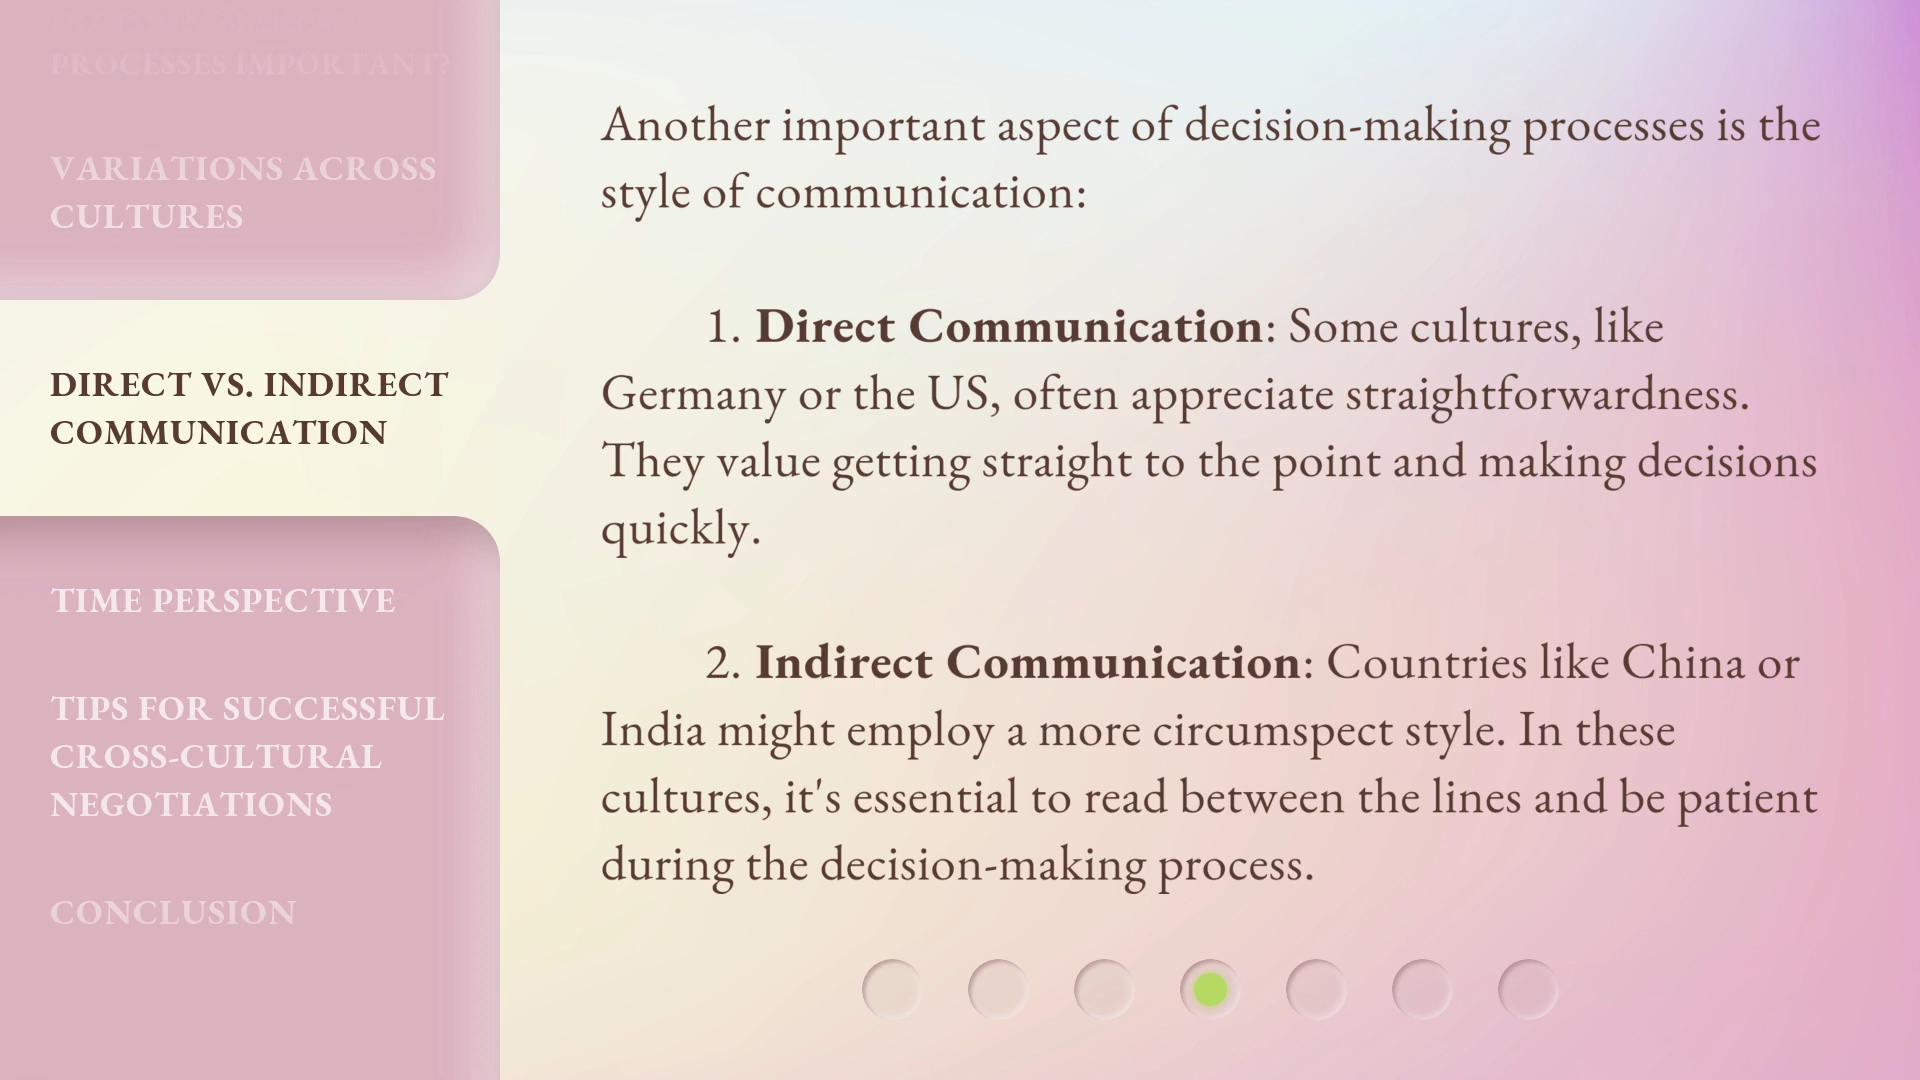 PROCESSES IMPORTANT?
VARIATIONS ACROSS
CULTURES
DIRECT VS. INDIRECT
COMMUNICATION
TIME PERSPECTIVE
TIPS FOR SUCCESSFUL
CROSS-CULTURAL
NEGOTIATIONS
CONCLUSION
Another important aspect of decision-making processes is the
style of communication:
1. Direct Communication: Some cultures, like
Germany or the US, often appreciate straightforwardness.
They value getting straight to the point and making decisions
quickly.
2. Indirect Communication: Countries like China or
India might employ a more circumspect style. In these
cultures, it's essential to read between the lines and be patient
during the decision-making process.